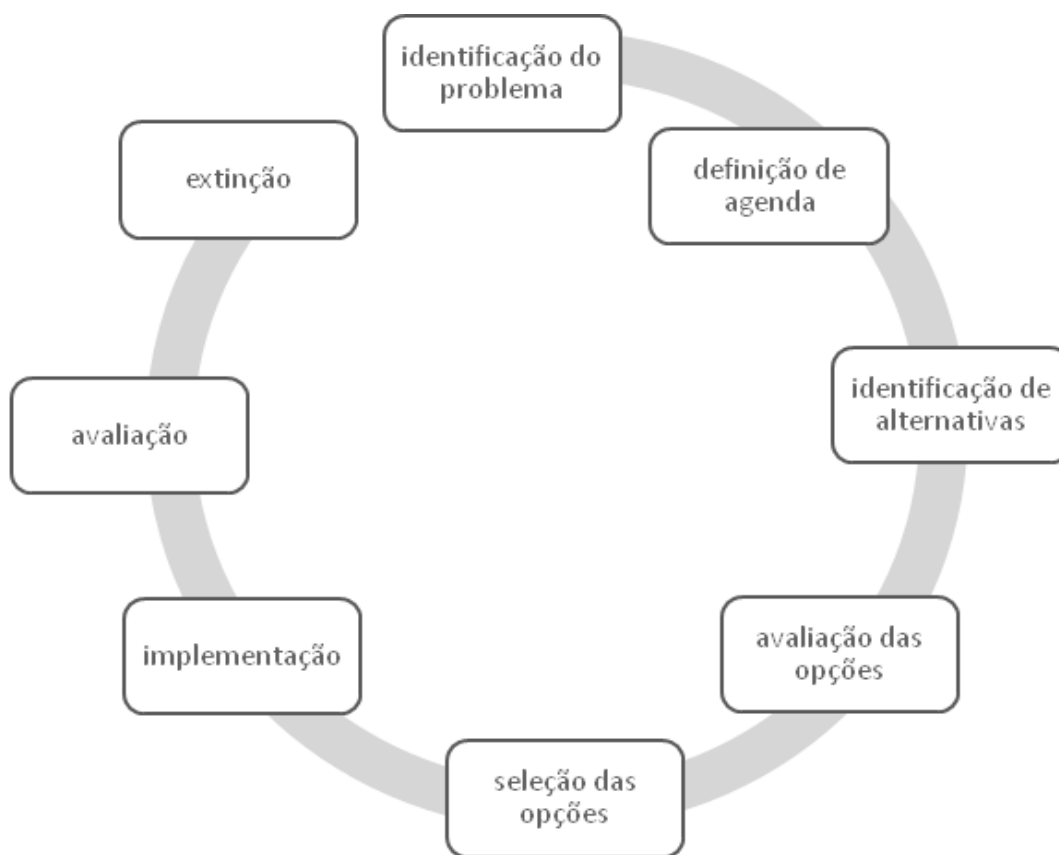 identificação do
problema
definição de
agenda
identificação de
alternativas
avaliação das
opções
seleção das
opções
implementação
avaliação
extinção